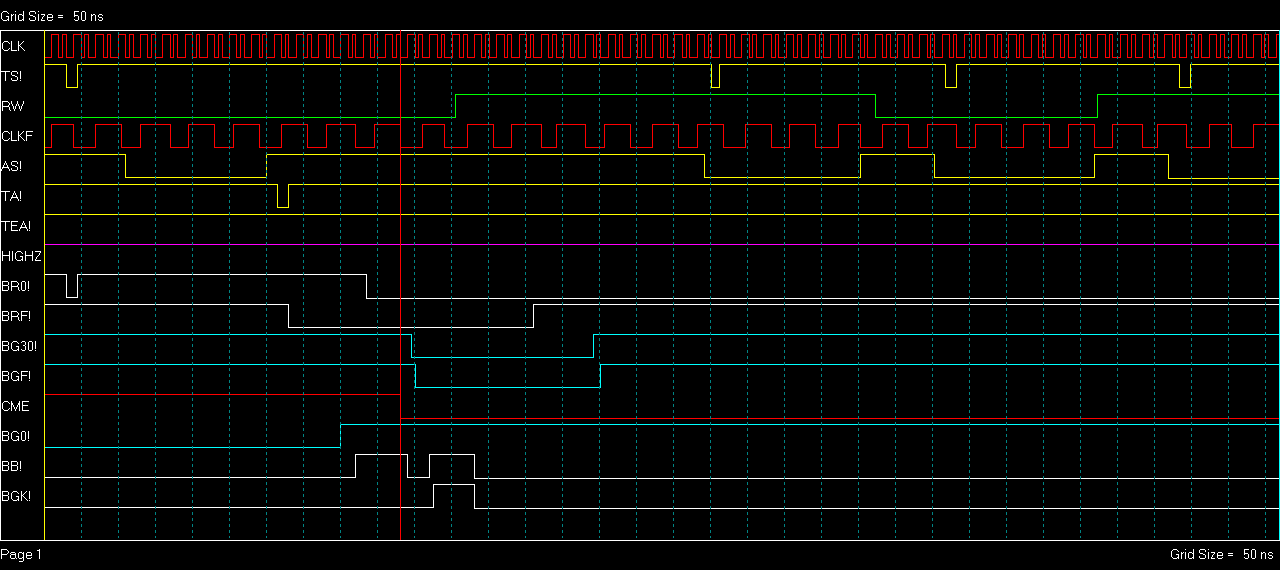 Grid Size = 50 ns
CLK
TS!
RW
CLKF
AS!
TA!
TEA!
HIGHZ
BR0!
BRF!
BG30!
BGF!
CME
BG0!
BB!
BGK!
Page 1 Grid Size = 50 ns